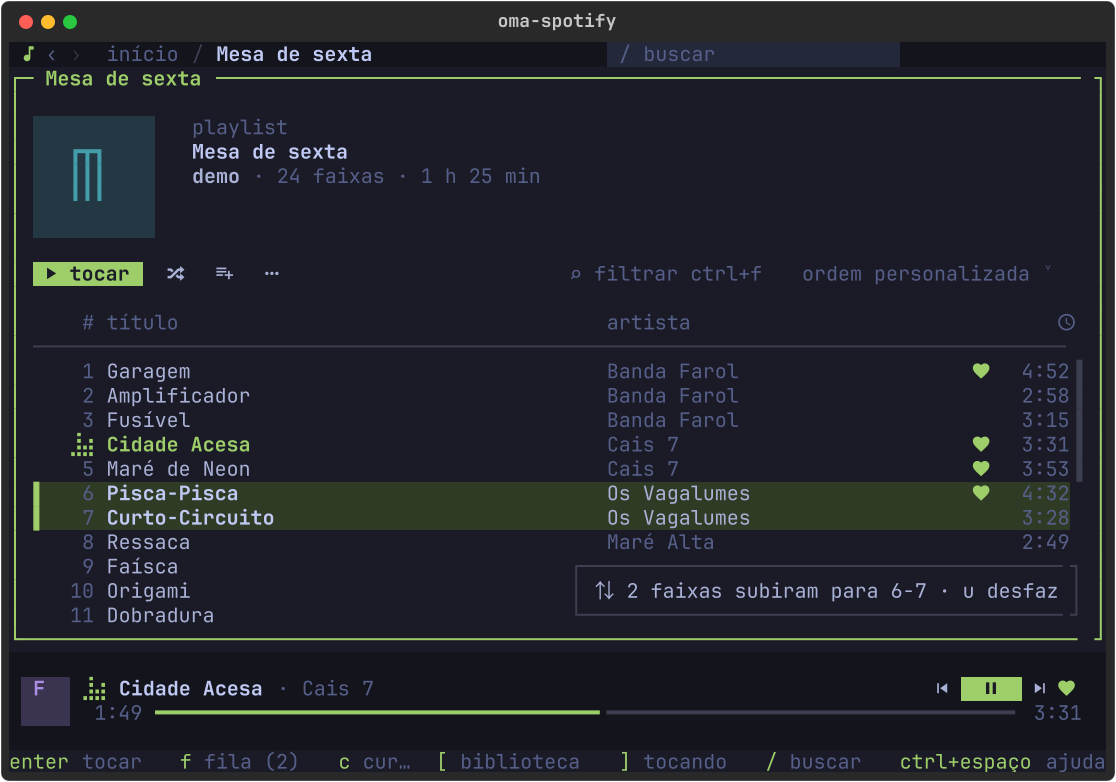 oma-spotify
‹ › início / Mesa de sexta / buscar
Mesa de sexta
M
playlist
Mesa de sexta
demo · 24 faixas · 1 h 25 min
tocar ... filtrar ctrl+f ordem personalizada
# título artista
1 Garagem Banda Farol 4:52
2 Amplificador Banda Farol 2:58
3 Fusível Banda Farol 3:15
Cidade Acesa Cais 7 3:31
5 Maré de Neon Cais 7 3:53
6 Pisca-Pisca Os Vagalumes 4:32
7 Curto-Circuito Os Vagalumes 3:28
8 Ressaca Maré Alta 2:49
9 Faísca
10 Origami
11 Dobradura
2 faixas subiram para 6-7 · u desfaz
F
Cidade Acesa · Cais 7
1:49 3:31
enter tocar f fila (2) c cur… [ biblioteca ] tocando / buscar ctrl+espaço ajuda